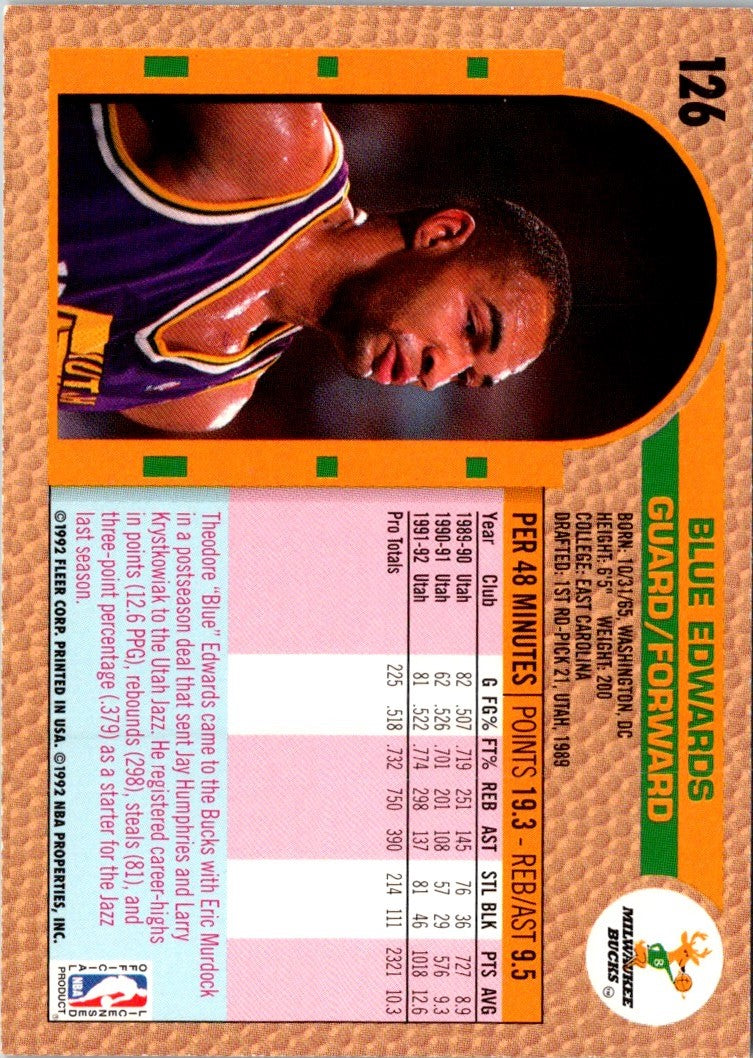 126
BLUE EDWARDS
GUARD/FORWARD
MILWAUKEE
BUCKS
TM
BORN: 10/31/65, WASHINGTON, DC
HEIGHT: 6'5" WEIGHT: 200
COLLEGE: EAST CAROLINA
DRAFTED: 1ST RD-PICK 21, UTAH, 1989
PER 48 MINUTES | POINTS 19.3 - REB/AST 9.5
Year Club G FG% FT% REB AST STL BLK PTS AVG
1989-90 Utah 82 .507 .719 251 145 76 36 727 8.9
1990-91 Utah 62 .526 .701 201 108 57 29 576 9.3
1991-92 Utah 81 .522 .774 298 137 81 46 1018 12.6
Pro Totals 225 .518 .732 750 390 214 111 2321 10.3
Theodore "Blue" Edwards came to the Bucks with Eric Murdock
in a postseason deal that sent Jay Humphries and Larry
Krystkowiak to the Utah Jazz. He registered career-highs
in points (12.6 PPG), rebounds (298), steals (81), and
three-point percentage (.379) as a starter for the Jazz
last season.
©1992 FLEER CORP. PRINTED IN USA. ©1992 NBA PROPERTIES, INC.
OFFICIAL LICENSED
NBA
PRODUCT